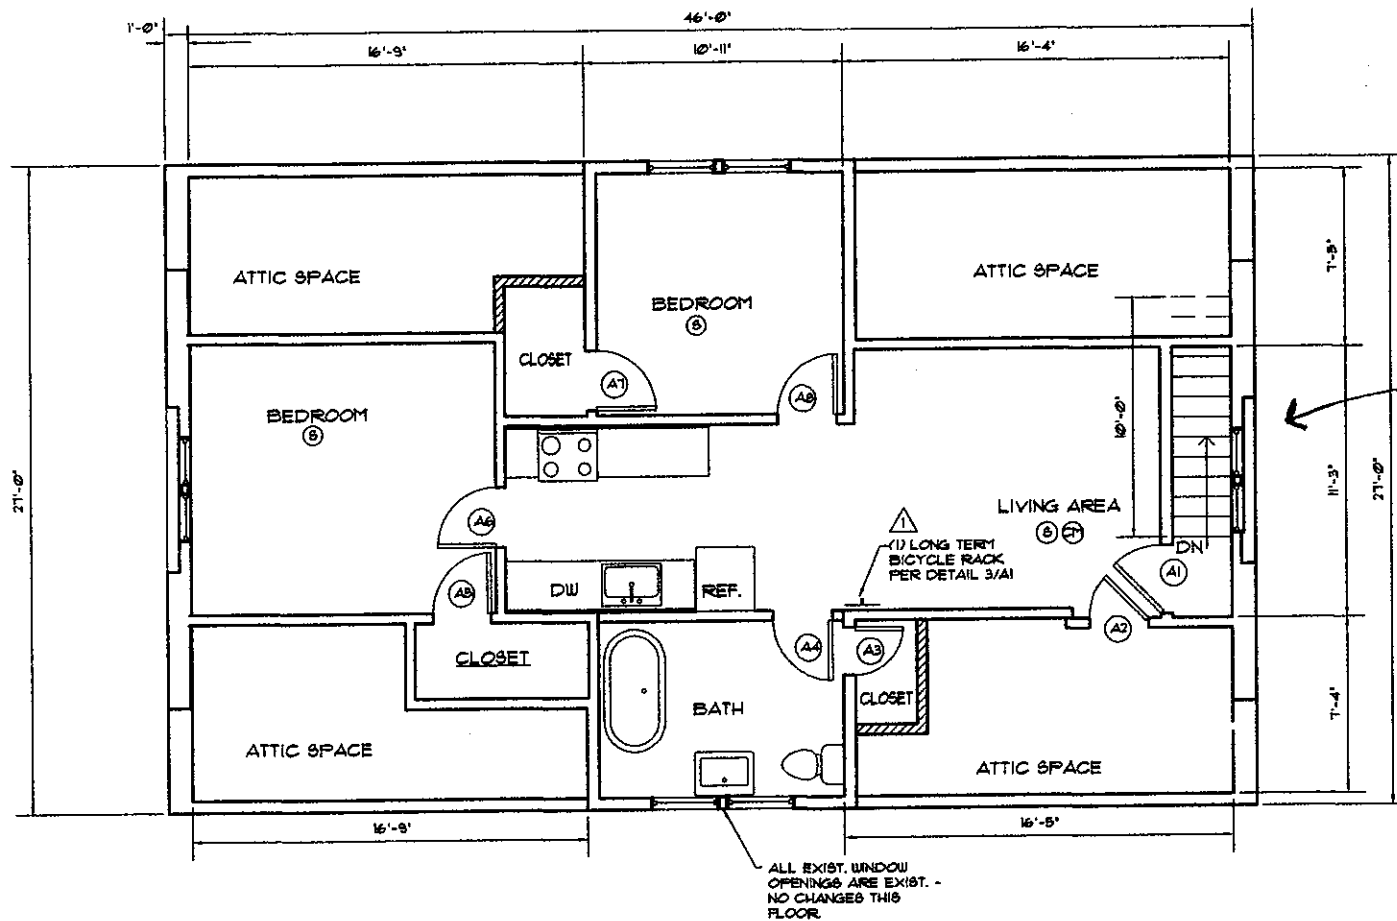 46'-0"
1'-0"
16'-9"
10'-11"
16'-4"
ATTIC SPACE
ATTIC SPACE
7'-5"
BEDROOM
S
CLOSET
A7
A8
BEDROOM
S
10'-0"
27'-0"
11'-3"
27'-0"
LIVING AREA
S CM
A6
1
(1) LONG TERM
BICYCLE RACK
PER DETAIL 3/A1
DN
A1
DW
REF.
A5
A2
A4
A3
CLOSET
CLOSET
BATH
7'-4"
ATTIC SPACE
ATTIC SPACE
16'-9"
16'-5"
ALL EXIST. WINDOW
OPENINGS ARE EXIST. -
NO CHANGES THIS
FLOOR.